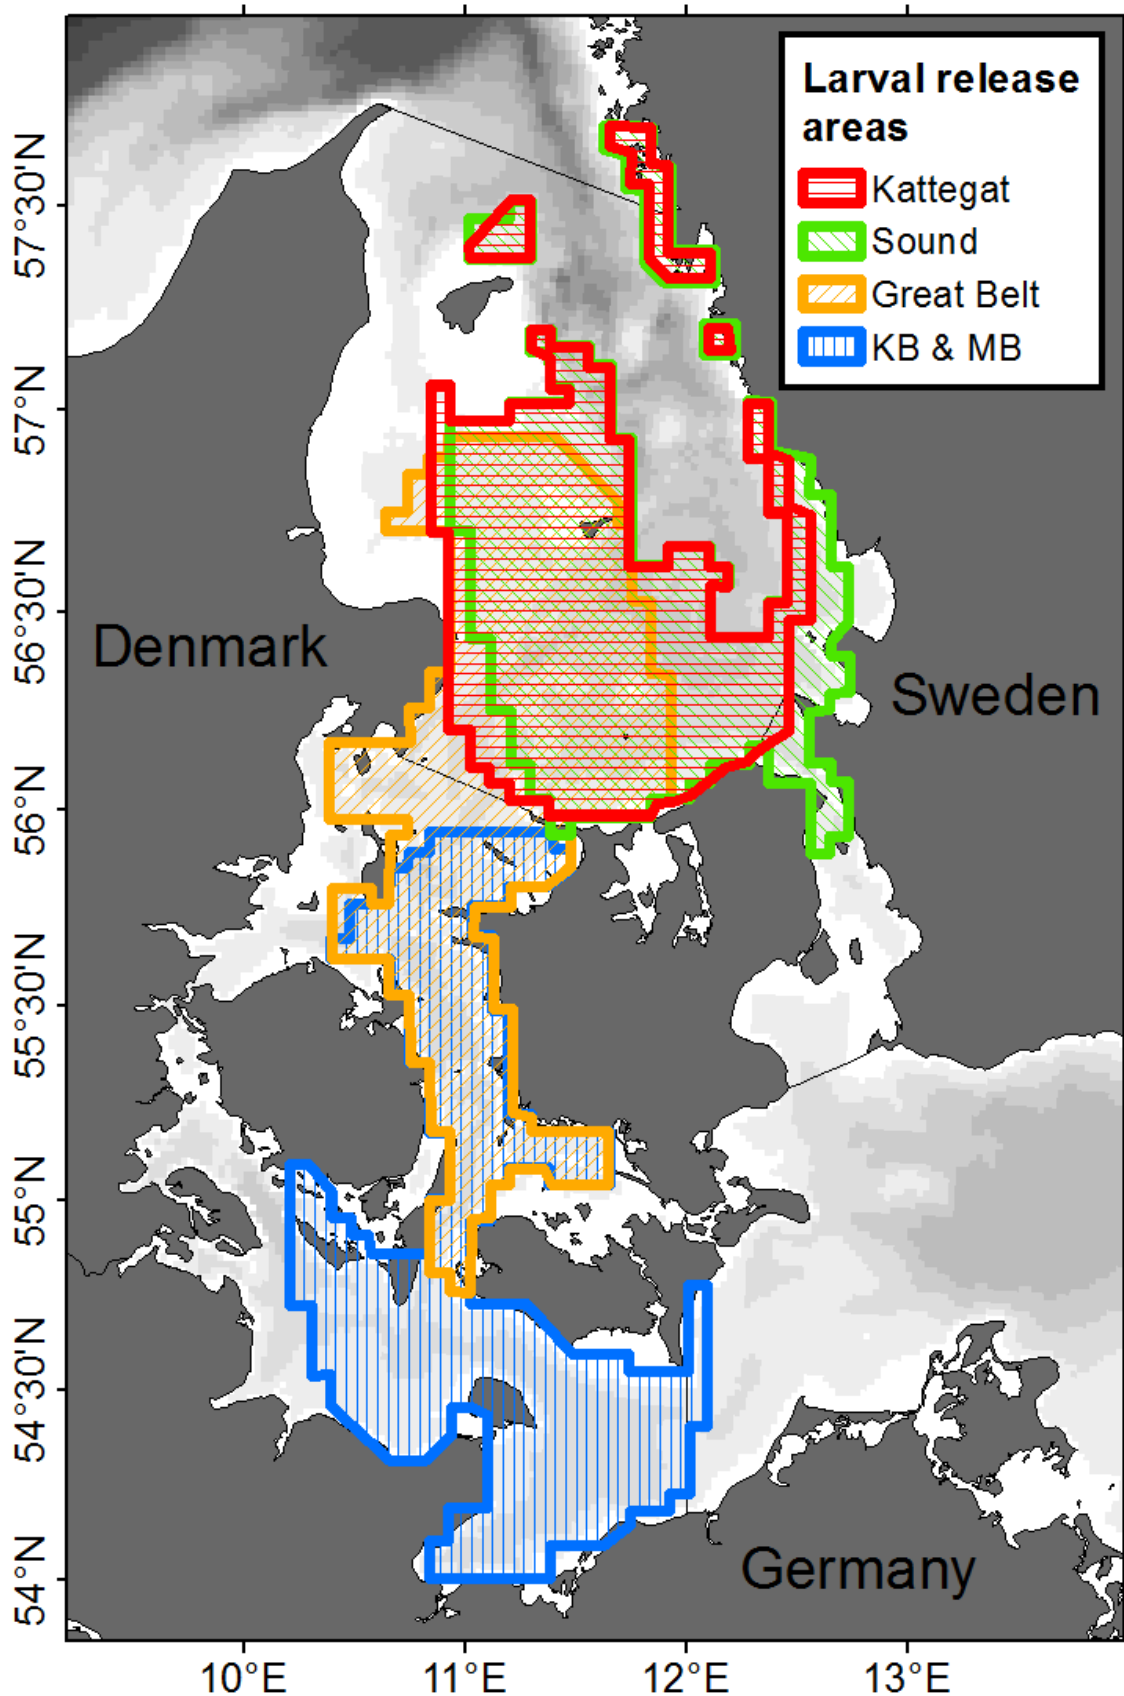 Larval release
areas
Kattegat
Sound
Great Belt
KB & MB
Denmark
Sweden
Germany
57°30'N
57°N
56°30'N
56°N
55°30'N
55°N
54°30'N
54°N
10°E
11°E
12°E
13°E